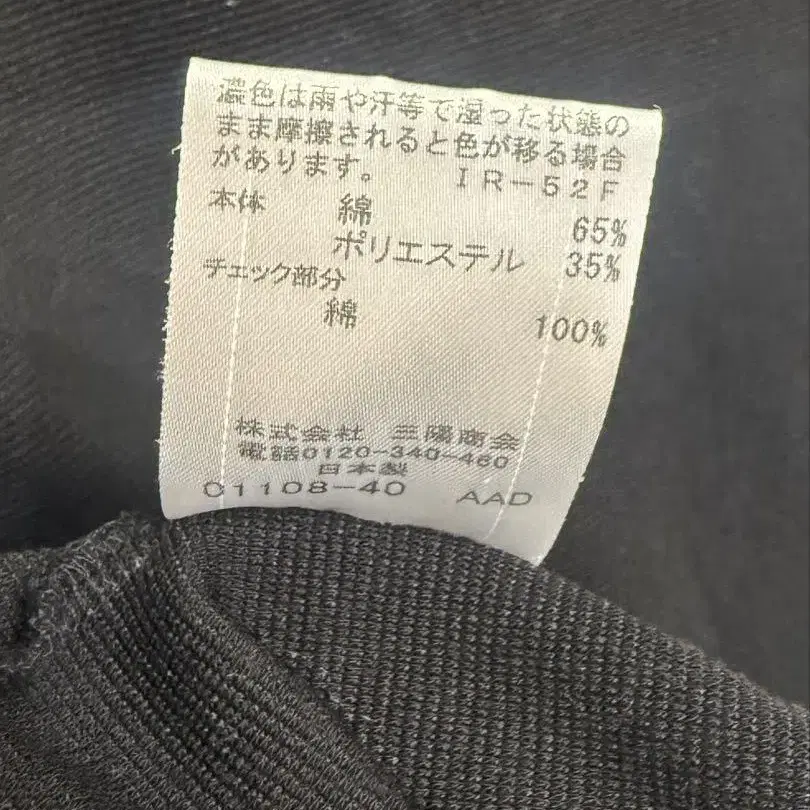 濃色は雨や汗等で湿った状態の
まま摩擦されると色が移る場合
があります。 IR-52F
本体 綿 65%
ポリエステル 35%
チェック部分
綿 100%
株式会社 三陽商会
電話0120-340-460
日本製
C1108-40 AAD